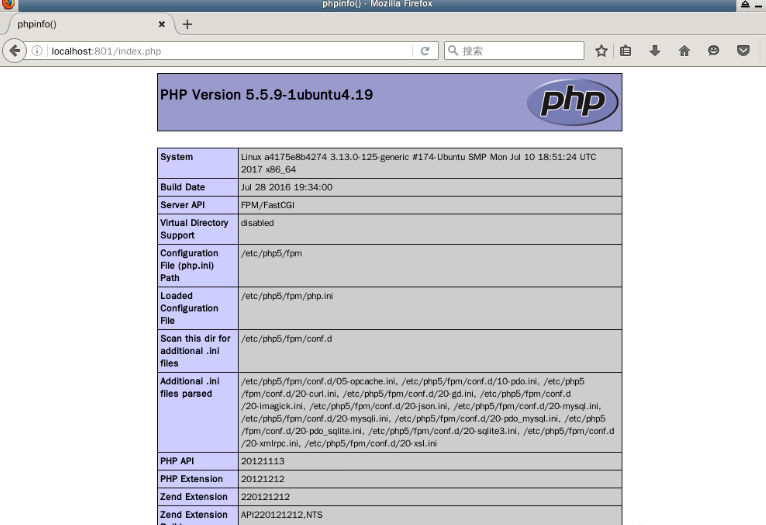 phpinfo() - Mozilla Firefox
phpinfo()
localhost:801/index.php
搜索
PHP Version 5.5.9-1ubuntu4.19
php
System
Linux a4175e8b4274 3.13.0-125-generic #174-Ubuntu SMP Mon Jul 10 18:51:24 UTC
2017 x86_64
Build Date
Jul 28 2016 19:34:00
Server API
FPM/FastCGI
Virtual Directory
Support
disabled
Configuration
File (php.ini)
Path
/etc/php5/fpm
Loaded
Configuration
File
/etc/php5/fpm/php.ini
Scan this dir for
additional .ini
files
/etc/php5/fpm/conf.d
Additional .ini
files parsed
/etc/php5/fpm/conf.d/05-opcache.ini, /etc/php5/fpm/conf.d/10-pdo.ini, /etc/php5
/fpm/conf.d/20-curl.ini, /etc/php5/fpm/conf.d/20-gd.ini, /etc/php5/fpm/conf.d
/20-imagick.ini, /etc/php5/fpm/conf.d/20-json.ini, /etc/php5/fpm/conf.d/20-mysql.ini,
/etc/php5/fpm/conf.d/20-mysqli.ini, /etc/php5/fpm/conf.d/20-pdo_mysql.ini, /etc/php5
/fpm/conf.d/20-pdo_sqlite.ini, /etc/php5/fpm/conf.d/20-sqlite3.ini, /etc/php5/fpm/conf.d
/20-xmlrpc.ini, /etc/php5/fpm/conf.d/20-xsl.ini
PHP API
20121113
PHP Extension
20121212
Zend Extension
220121212
Zend Extension
API220121212,NTS